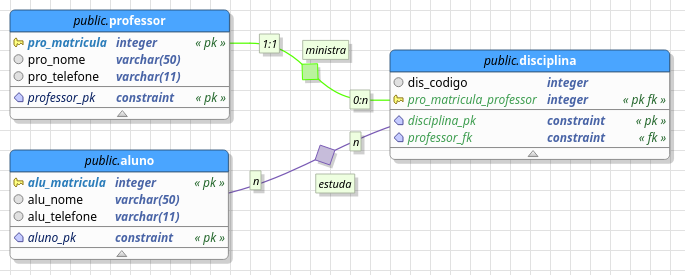 public.professor
pro_matricula integer « pk »
pro_nome varchar(50)
pro_telefone varchar(11)
professor_pk constraint « pk »
1:1
ministra
0:n
public.disciplina
dis_codigo integer
pro_matricula_professor integer « pk fk »
disciplina_pk constraint « pk »
professor_fk constraint « fk »
public.aluno
alu_matricula integer « pk »
alu_nome varchar(50)
alu_telefone varchar(11)
aluno_pk constraint « pk »
n
n
estuda